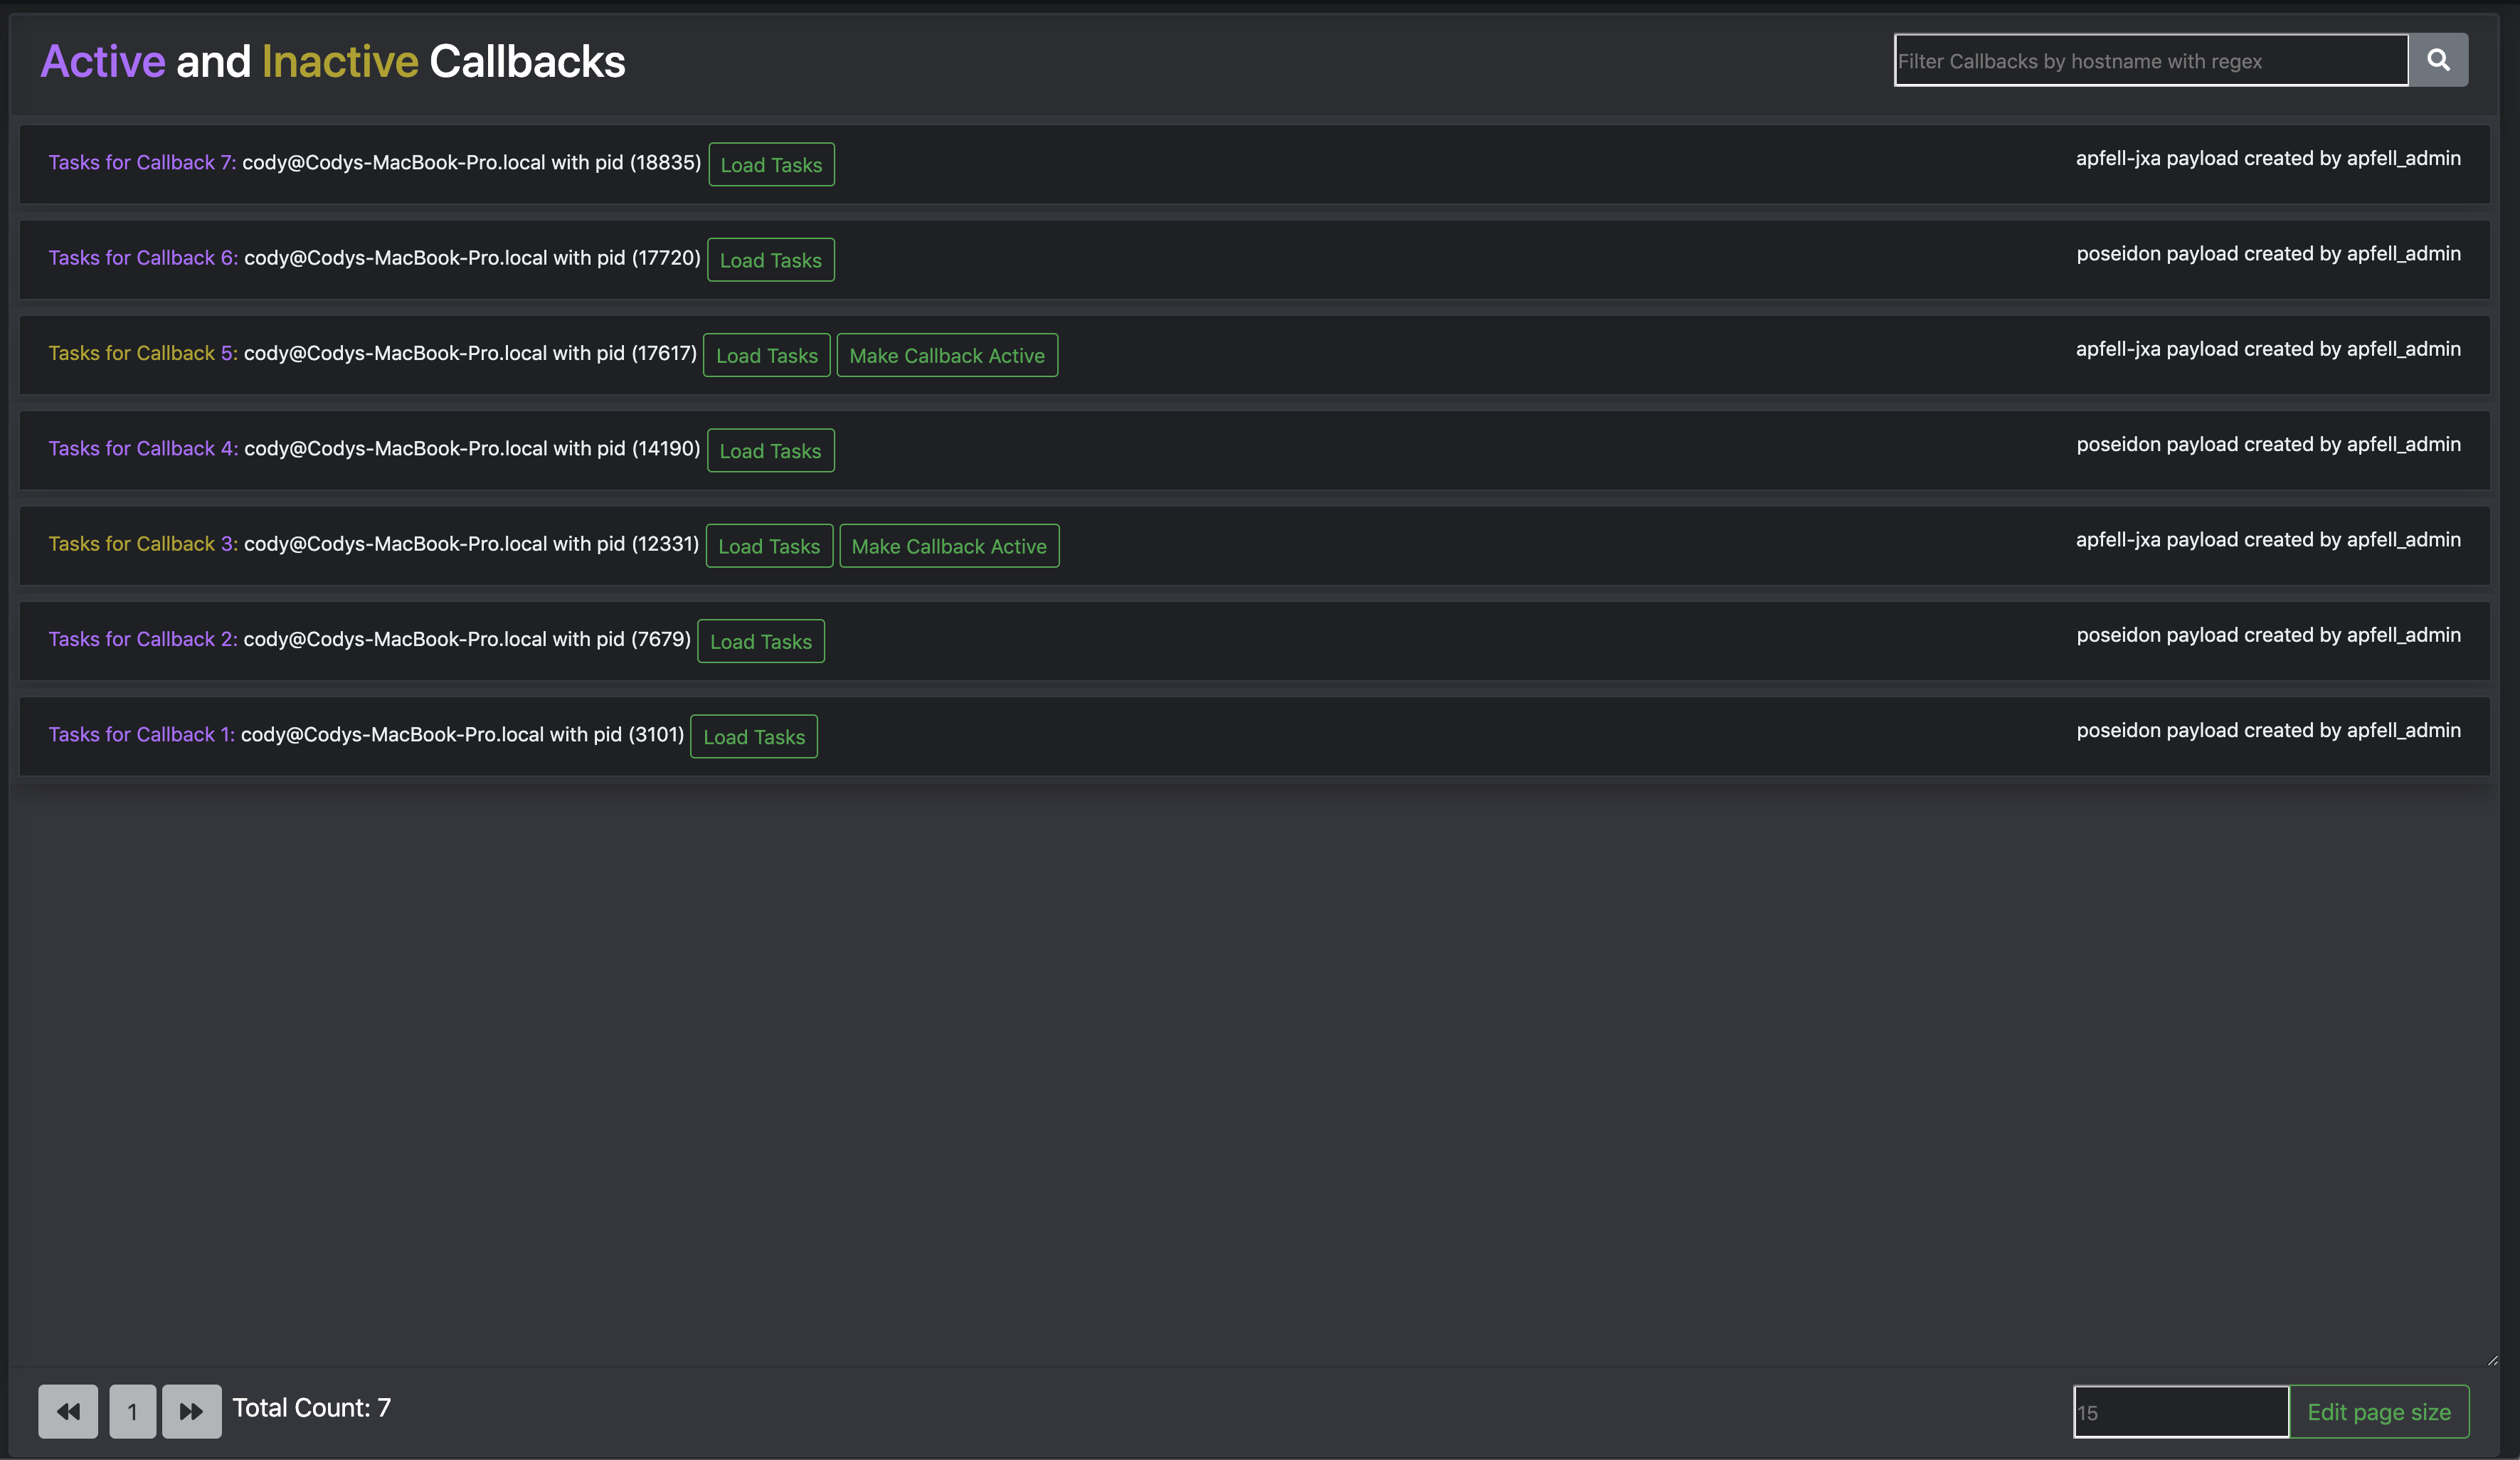 Active and Inactive Callbacks
Filter Callbacks by hostname with regex
Tasks for Callback 7: cody@Codys-MacBook-Pro.local with pid (18835) Load Tasks apfell-jxa payload created by apfell_admin
Tasks for Callback 6: cody@Codys-MacBook-Pro.local with pid (17720) Load Tasks poseidon payload created by apfell_admin
Tasks for Callback 5: cody@Codys-MacBook-Pro.local with pid (17617) Load Tasks Make Callback Active apfell-jxa payload created by apfell_admin
Tasks for Callback 4: cody@Codys-MacBook-Pro.local with pid (14190) Load Tasks poseidon payload created by apfell_admin
Tasks for Callback 3: cody@Codys-MacBook-Pro.local with pid (12331) Load Tasks Make Callback Active apfell-jxa payload created by apfell_admin
Tasks for Callback 2: cody@Codys-MacBook-Pro.local with pid (7679) Load Tasks poseidon payload created by apfell_admin
Tasks for Callback 1: cody@Codys-MacBook-Pro.local with pid (3101) Load Tasks poseidon payload created by apfell_admin
1 Total Count: 7
15 Edit page size